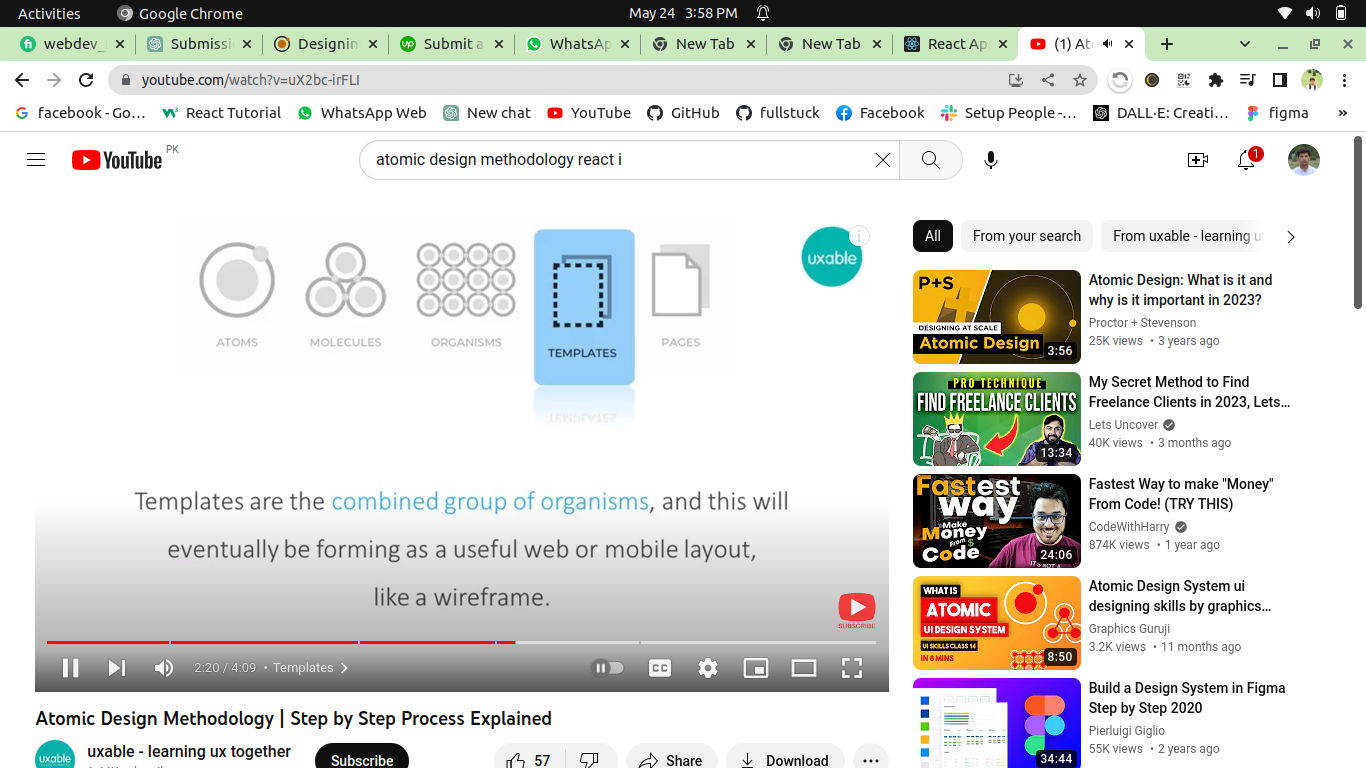 Activities
Google Chrome
May 24 3:58 PM
webdev_
Submissi
Designin
Submit a
WhatsAp
New Tab
New Tab
React Ap
(1) At
youtube.com/watch?v=uX2bc-irFLI
facebook - Go...
React Tutorial
WhatsApp Web
New chat
YouTube
GitHub
fullstuck
Facebook
Setup People -...
DALL·E: Creati...
figma
»
YouTube PK
atomic design methodology react i
1
ATOMS
MOLECULES
ORGANISMS
TEMPLATES
PAGES
uxable
Templates are the combined group of organisms, and this will
eventually be forming as a useful web or mobile layout,
like a wireframe.
SUBSCRIBE
2:20 / 4:09 • Templates
CC
Atomic Design Methodology | Step by Step Process Explained
uxable
uxable - learning ux together
Subscribe
57
Share
Download
All
From your search
From uxable - learning u
P+S
DESIGNING AT SCALE
Atomic Design
3:56
Atomic Design: What is it and
why is it important in 2023?
Proctor + Stevenson
25K views • 3 years ago
PRO TECHNIQUE
FIND FREELANCE CLIENTS
13:34
My Secret Method to Find
Freelance Clients in 2023, Lets...
Lets Uncover
40K views • 3 months ago
Fastest
way
Make
Money
From $
Code
24:06
Fastest Way to make "Money"
From Code! (TRY THIS)
CodeWithHarry
874K views • 1 year ago
WHAT IS
ATOMIC
UI DESIGN SYSTEM
UI SKILLS CLASS 14
IN 8 MINS
8:50
Atomic Design System ui
designing skills by graphics...
Graphics Guruji
3.2K views • 11 months ago
34:44
Build a Design System in Figma
Step by Step 2020
Pierluigi Giglio
55K views • 2 years ago